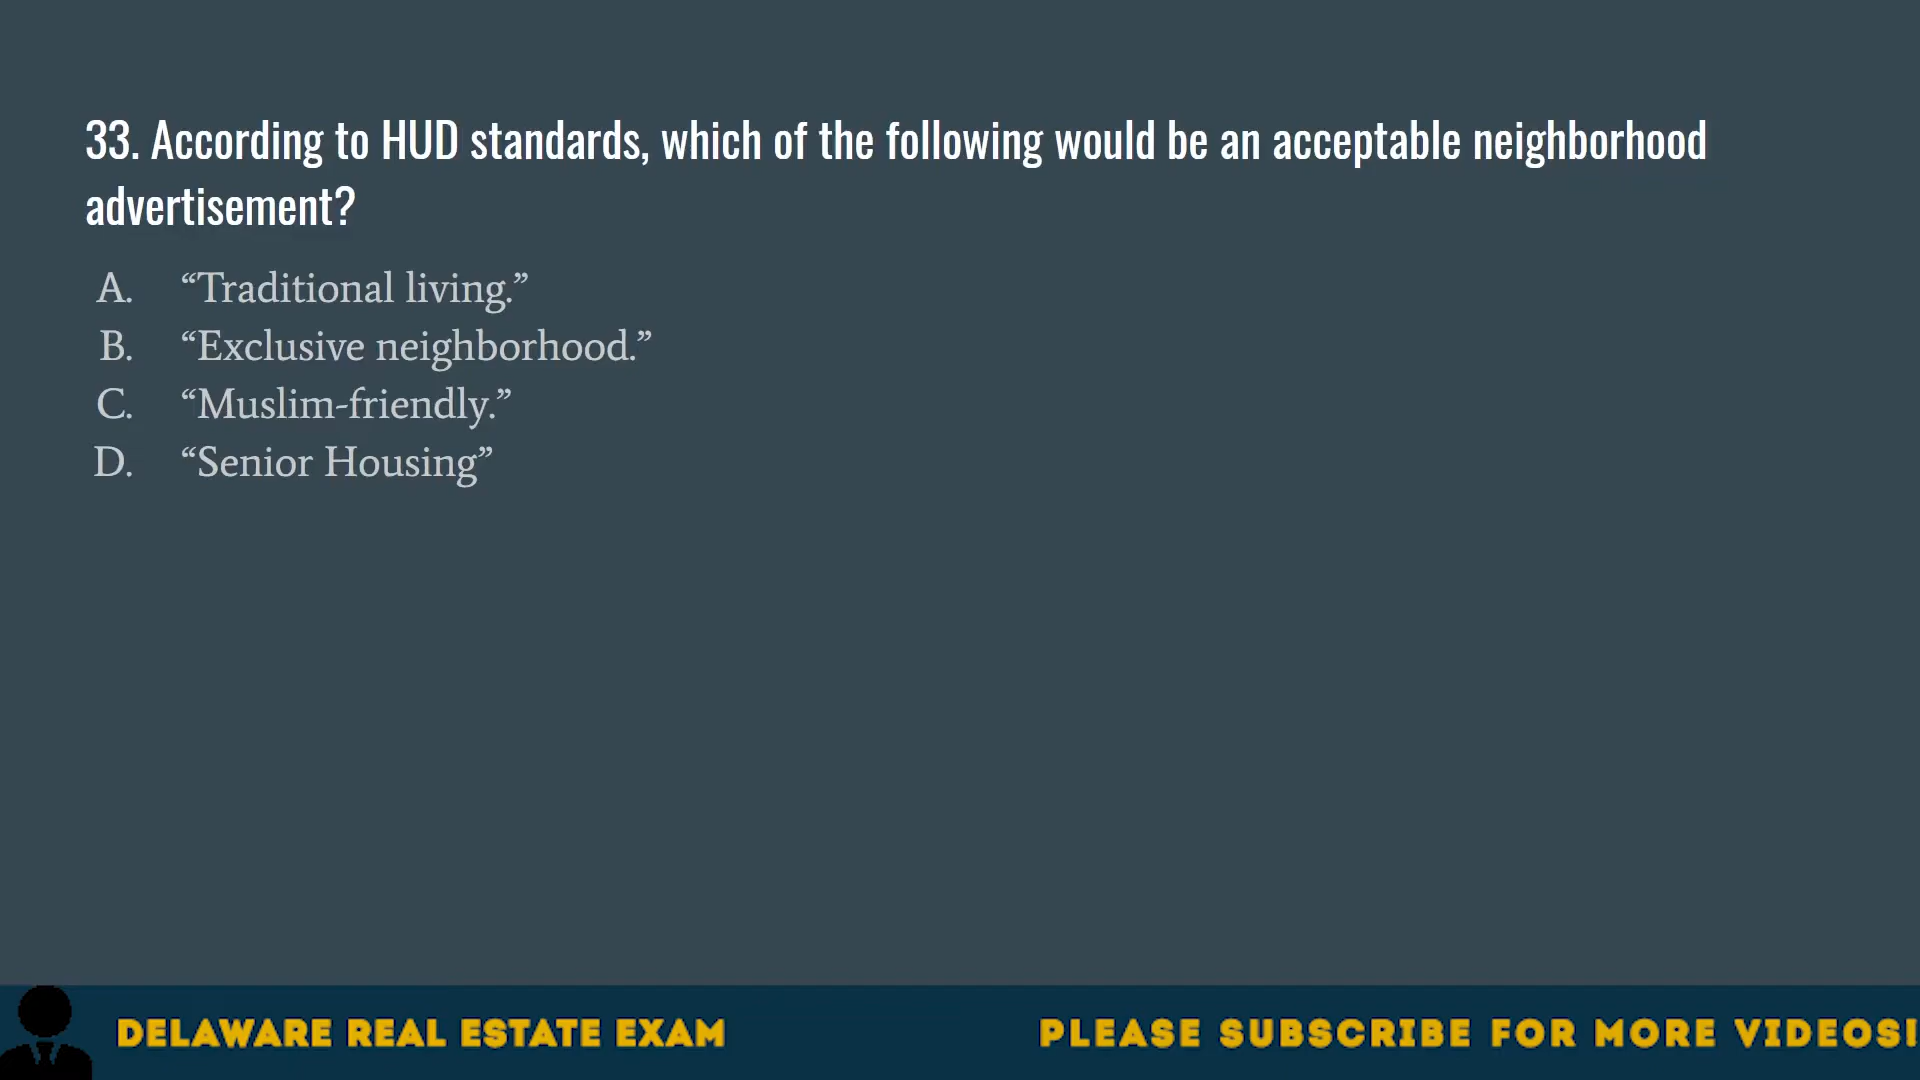 33. According to HUD standards, which of the following would be an acceptable neighborhood
advertisement?
A. “Traditional living.”
B. “Exclusive neighborhood.”
C. “Muslim-friendly.”
D. “Senior Housing”
DELAWARE REAL ESTATE EXAM
PLEASE SUBSCRIBE FOR MORE VIDEOS!